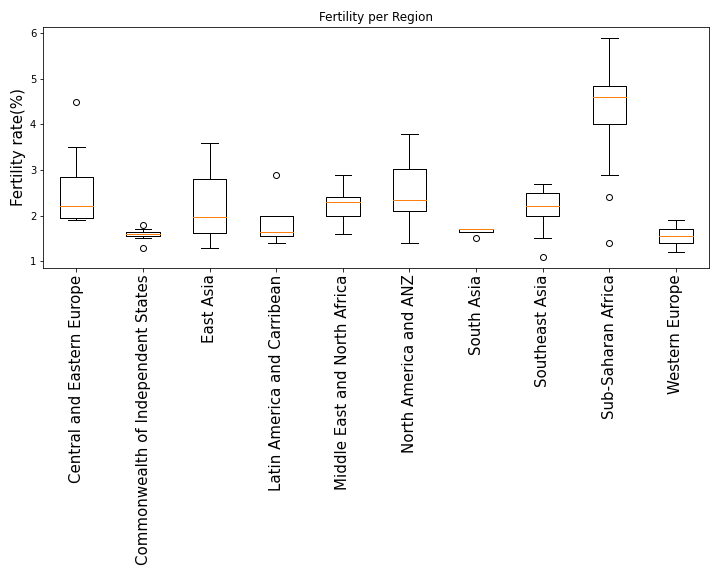 Fertility per Region
Fertility rate(%)
6
5
4
3
2
1
Central and Eastern Europe
Commonwealth of Independent States
East Asia
Latin America and Carribean
Middle East and North Africa
North America and ANZ
South Asia
Southeast Asia
Sub-Saharan Africa
Western Europe